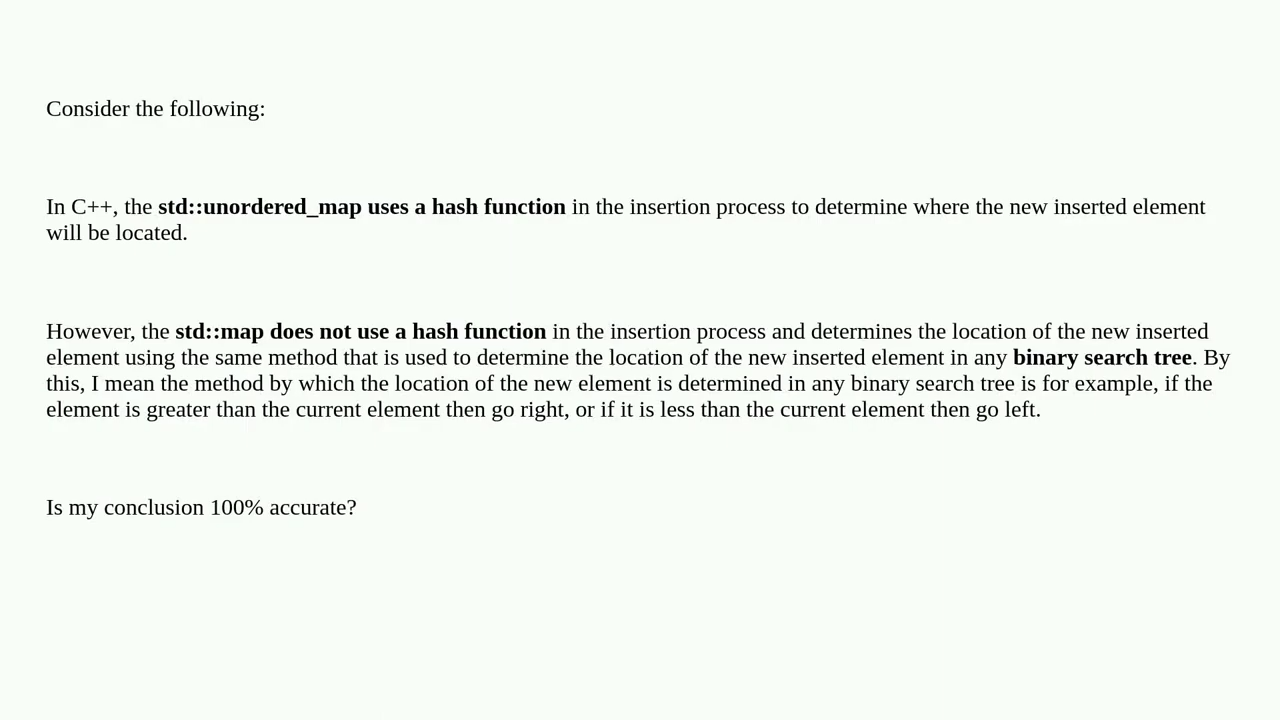 Consider the following:
In C++, the std::unordered_map uses a hash function in the insertion process to determine where the new inserted element
will be located.
However, the std::map does not use a hash function in the insertion process and determines the location of the new inserted
element using the same method that is used to determine the location of the new inserted element in any binary search tree. By
this, I mean the method by which the location of the new element is determined in any binary search tree is for example, if the
element is greater than the current element then go right, or if it is less than the current element then go left.
Is my conclusion 100% accurate?